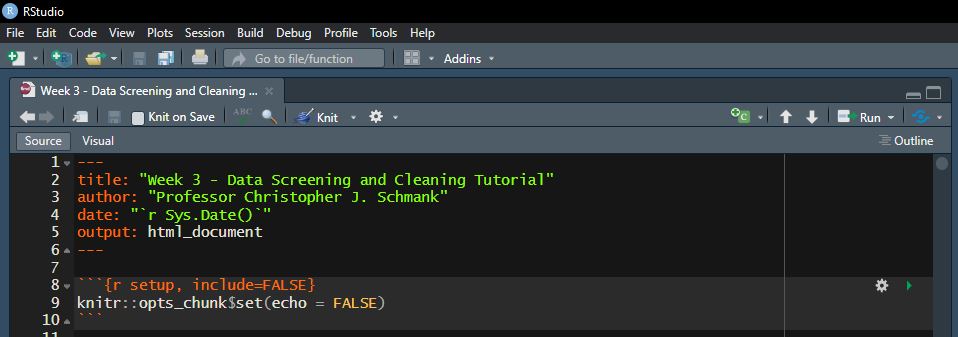 RStudio
File Edit Code View Plots Session Build Debug Profile Tools Help
Go to file/function Addins
Week 3 - Data Screening and Cleaning ...
Knit on Save ABC Knit Run
Source Visual Outline
1 ---
2 title: "Week 3 - Data Screening and Cleaning Tutorial"
3 author: "Professor Christopher J. Schmank"
4 date: "`r Sys.Date()`"
5 output: html_document
6 ---
7
8 ```{r setup, include=FALSE}
9 knitr::opts_chunk$set(echo = FALSE)
10 ```
11